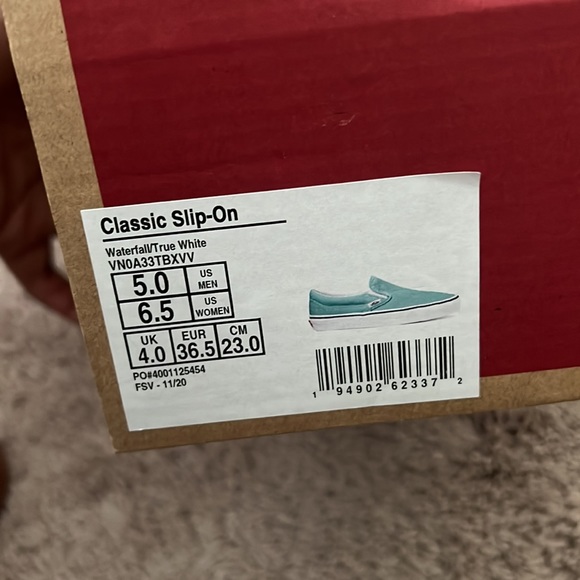 Classic Slip-On
Waterfall/True White
VN0A33TBXVV
5.0 US MEN
6.5 US WOMEN
UK EUR CM
4.0 36.5 23.0
PO#4001125454
FSV - 11/20
1 94902 62337 2